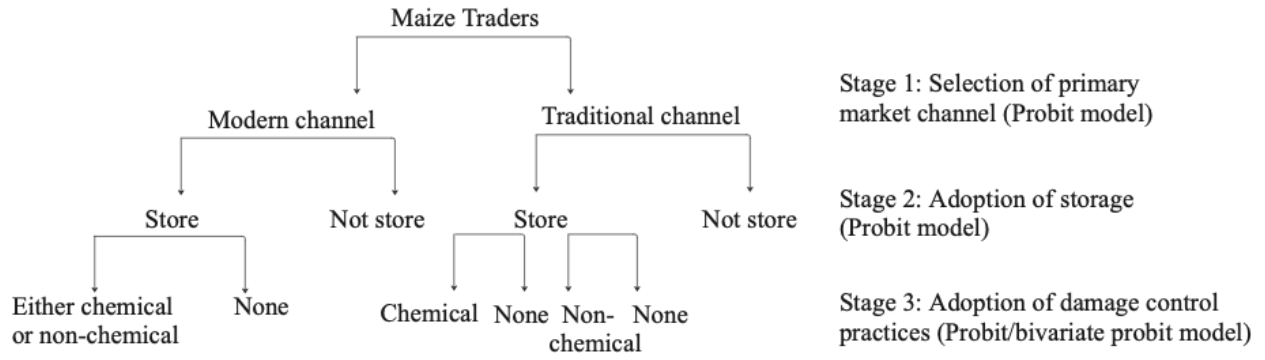 Maize Traders
Modern channel
Traditional channel
Stage 1: Selection of primary
market channel (Probit model)
Store
Not store
Store
Not store
Stage 2: Adoption of storage
(Probit model)
Either chemical
or non-chemical
None
Chemical
None
Non-
chemical
None
Stage 3: Adoption of damage control
practices (Probit/bivariate probit model)